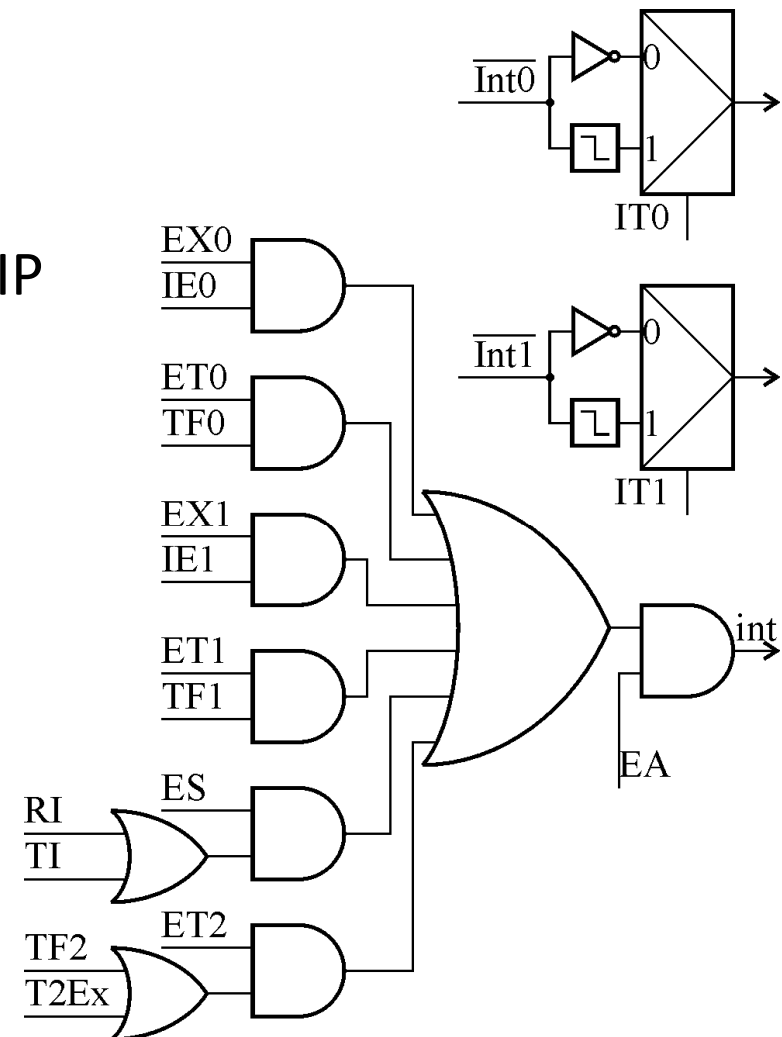 Int0
0
1
IT0
IP
EX0
IE0
Int1
0
1
IT1
ET0
TF0
EX1
IE1
int
EA
ET1
TF1
ES
RI
TI
ET2
TF2
T2Ex